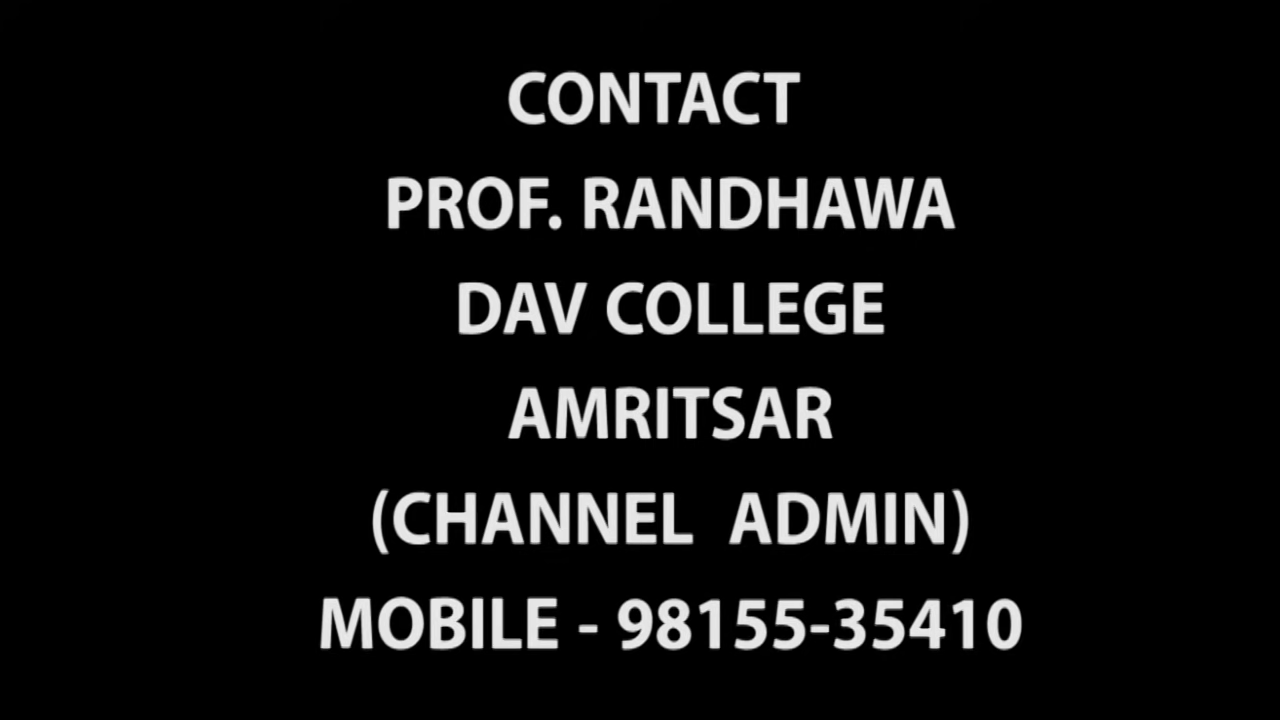 CONTACT
PROF. RANDHAWA
DAV COLLEGE
AMRITSAR
(CHANNEL ADMIN)
MOBILE - 98155-35410